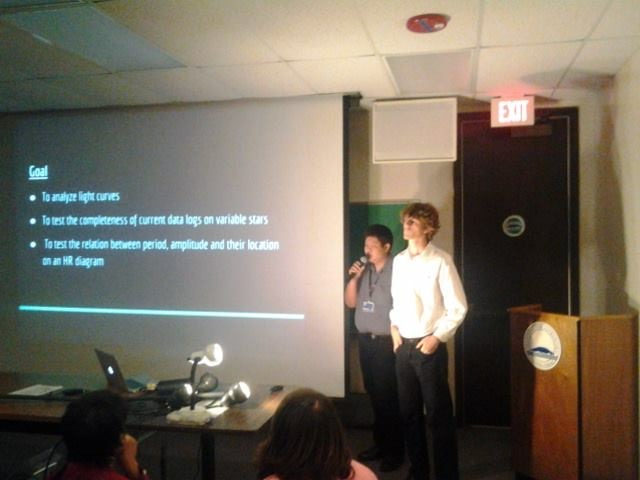 EXIT
Goal
To analyze light curves
To test the completeness of current data logs on variable stars
To test the relation between period, amplitude and their location
on an HR diagram